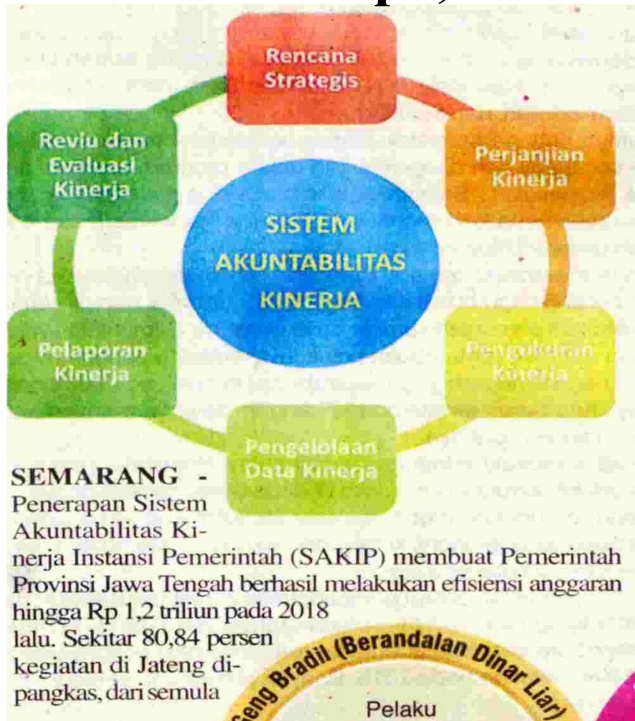 Rencana
Strategis
Perjanjian
Kinerja
Pengukuran
Kinerja
Pengelolaan
Data Kinerja
Pelaporan
Kinerja
Reviu dan
Evaluasi
Kinerja
SISTEM
AKUNTABILITAS
KINERJA
SEMARANG -
Penerapan Sistem
Akuntabilitas Ki-
nerja Instansi Pemerintah (SAKIP) membuat Pemerintah
Provinsi Jawa Tengah berhasil melakukan efisiensi anggaran
hingga Rp 1,2 triliun pada 2018
lalu. Sekitar 80,84 persen
kegiatan di Jateng di-
pangkas, dari semula
Geng Bradil (Berandalan Dinar Liar)
Pelaku